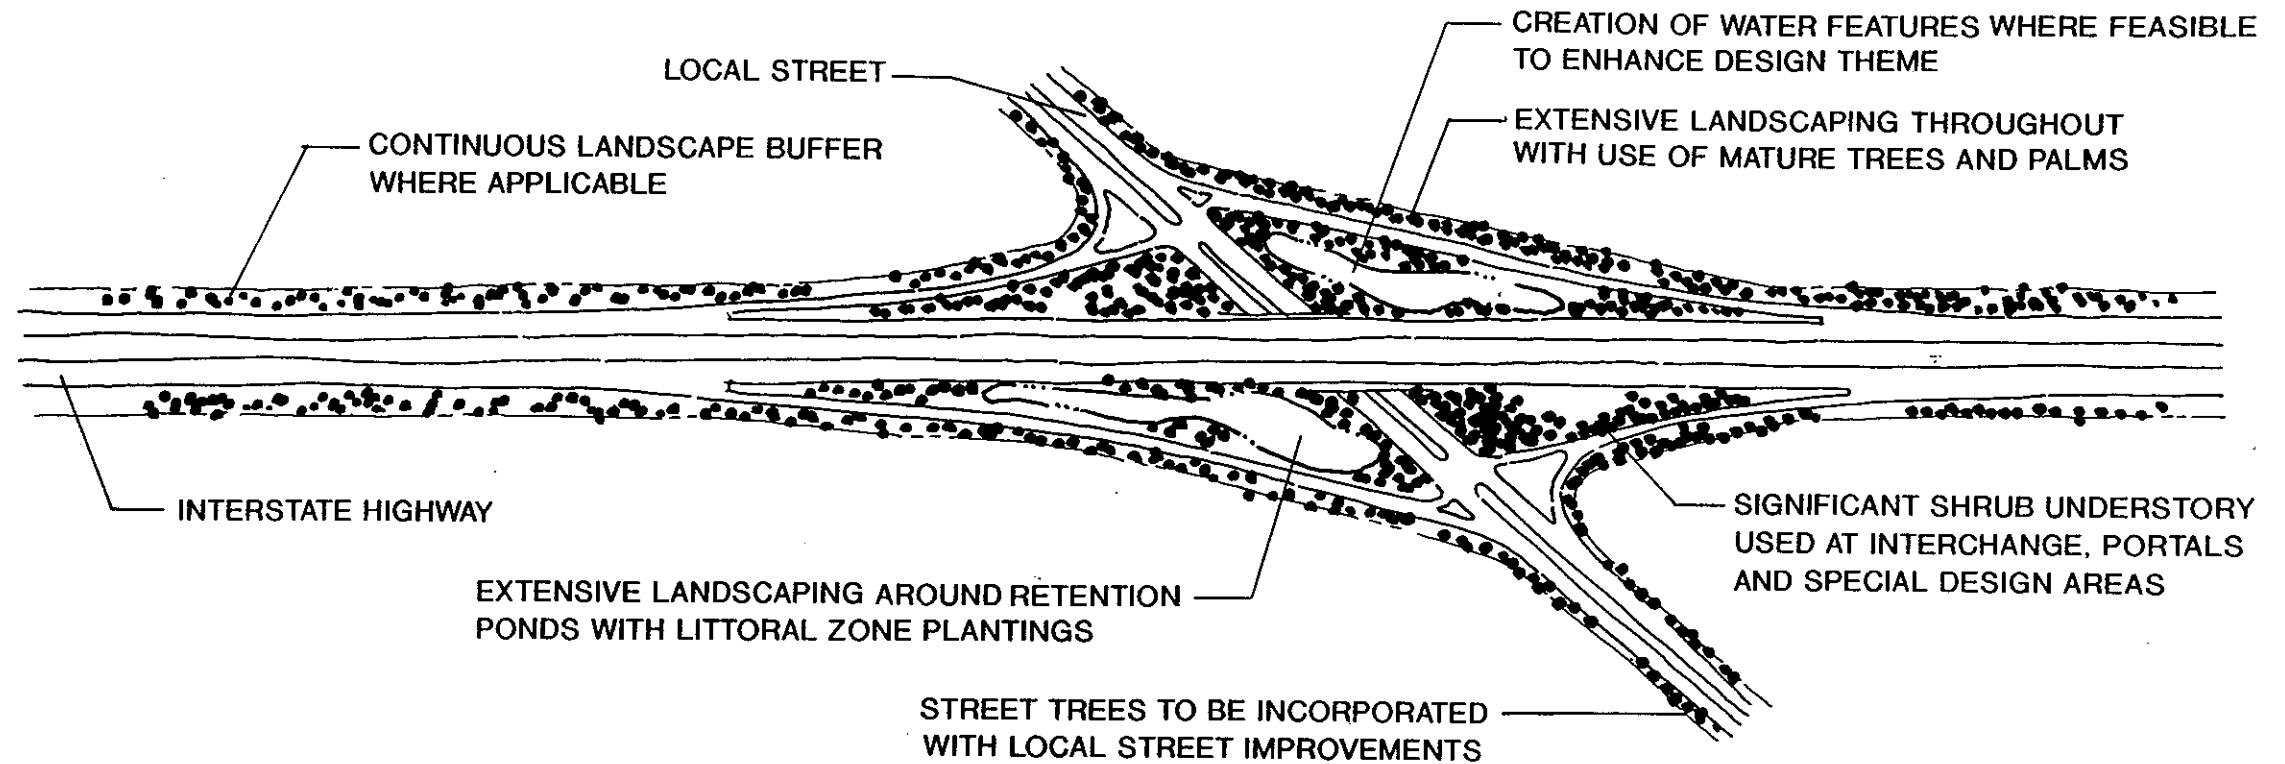 CREATION OF WATER FEATURES WHERE FEASIBLE
TO ENHANCE DESIGN THEME
LOCAL STREET
EXTENSIVE LANDSCAPING THROUGHOUT
WITH USE OF MATURE TREES AND PALMS
CONTINUOUS LANDSCAPE BUFFER
WHERE APPLICABLE
INTERSTATE HIGHWAY
SIGNIFICANT SHRUB UNDERSTORY
USED AT INTERCHANGE, PORTALS
AND SPECIAL DESIGN AREAS
EXTENSIVE LANDSCAPING AROUND RETENTION
PONDS WITH LITTORAL ZONE PLANTINGS
STREET TREES TO BE INCORPORATED
WITH LOCAL STREET IMPROVEMENTS